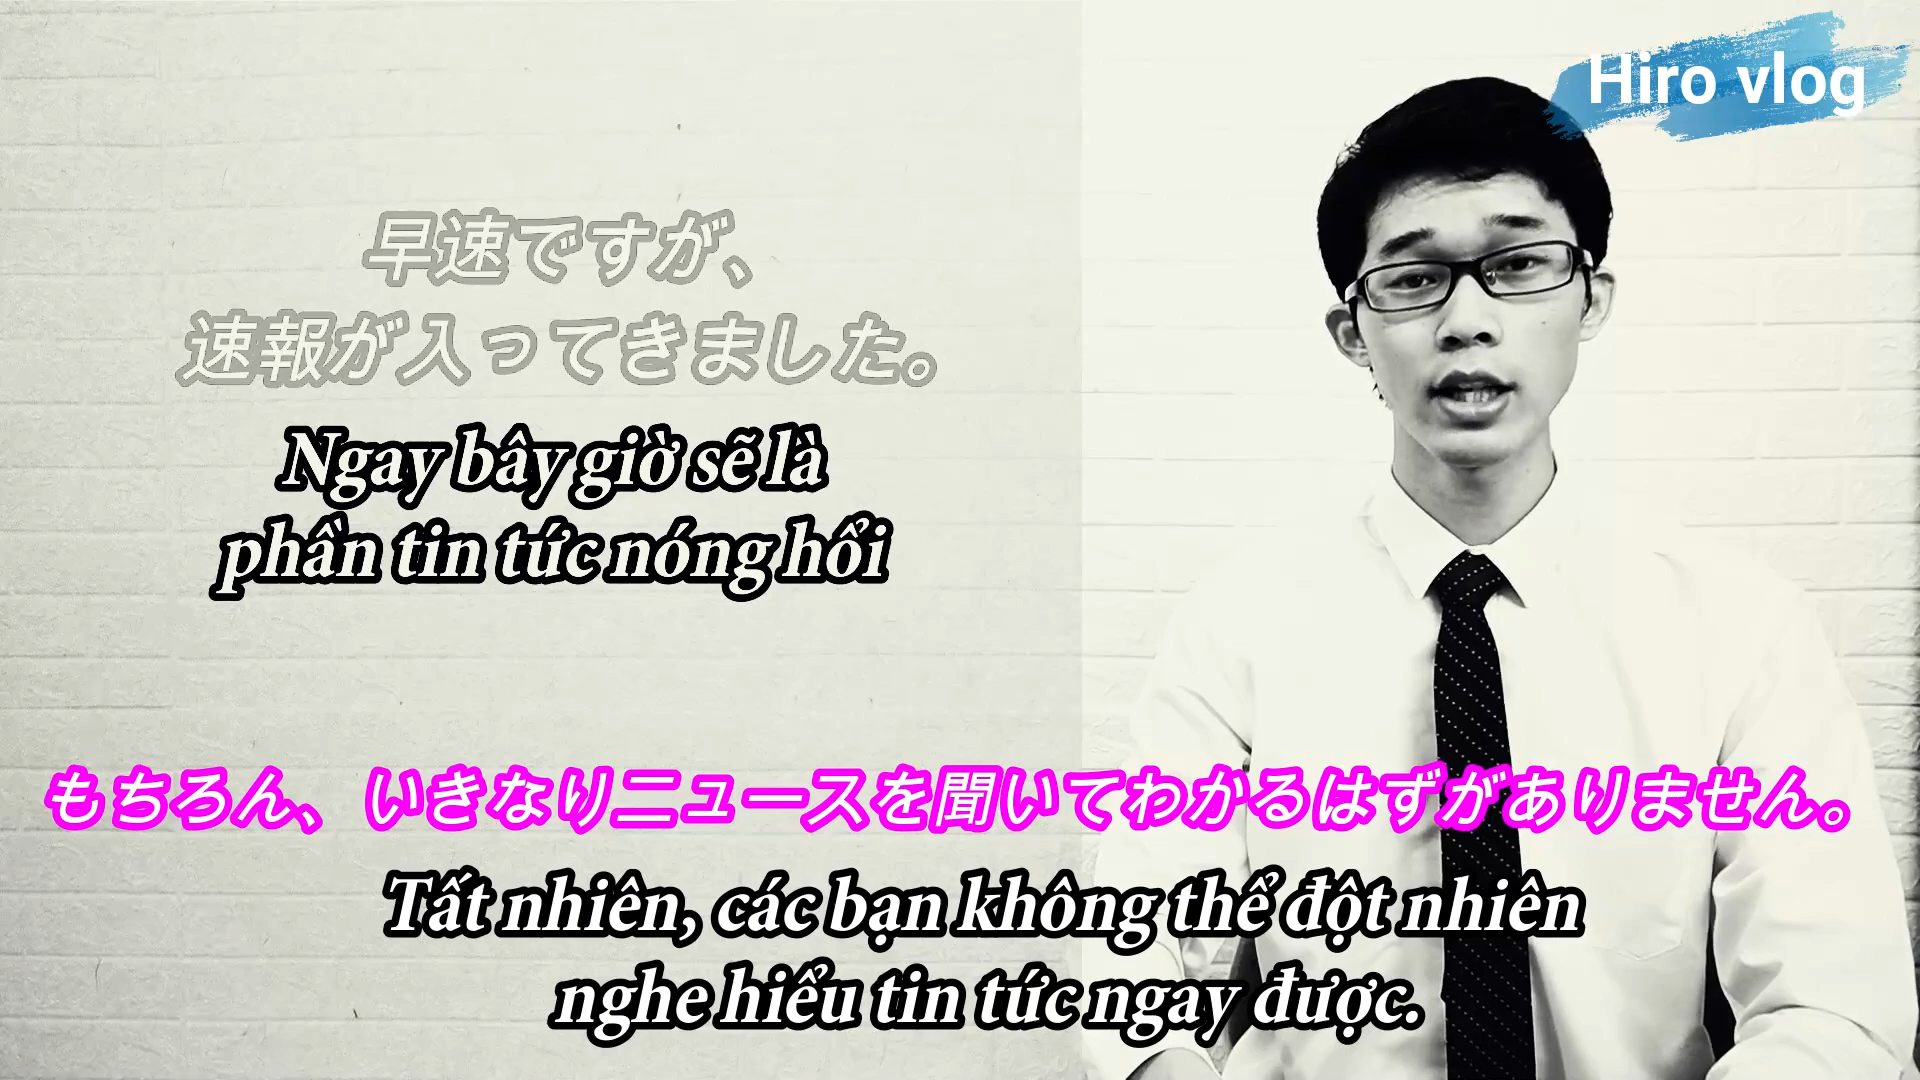 Hiro vlog
早速ですが、
速報が入ってきました。
Ngay bây giờ sẽ là
phần tin tức nóng hổi
もちろん、いきなりニュースを聞いてわかるはずがありません。
Tất nhiên, các bạn không thể đột nhiên
nghe hiểu tin tức ngay được.